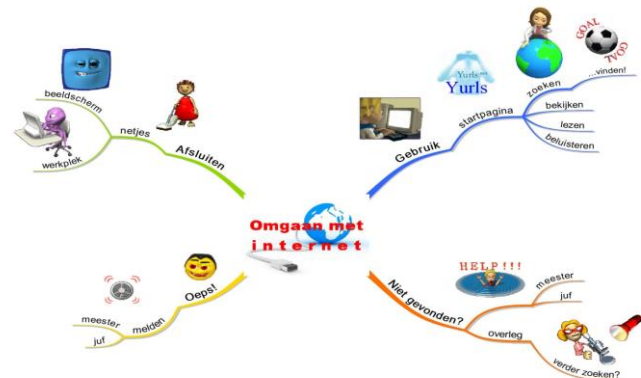 Omgaan met
internet
Gebruik
startpagina
Yurls
Yurls
zoeken
...vinden!
GOAL
GOAL
bekijken
lezen
beluisteren
Niet gevonden?
HELP!!!
meester
juf
overleg
verder zoeken?
Oeps!
melden
meester
juf
Afsluiten
netjes
beeldscherm
werkplek